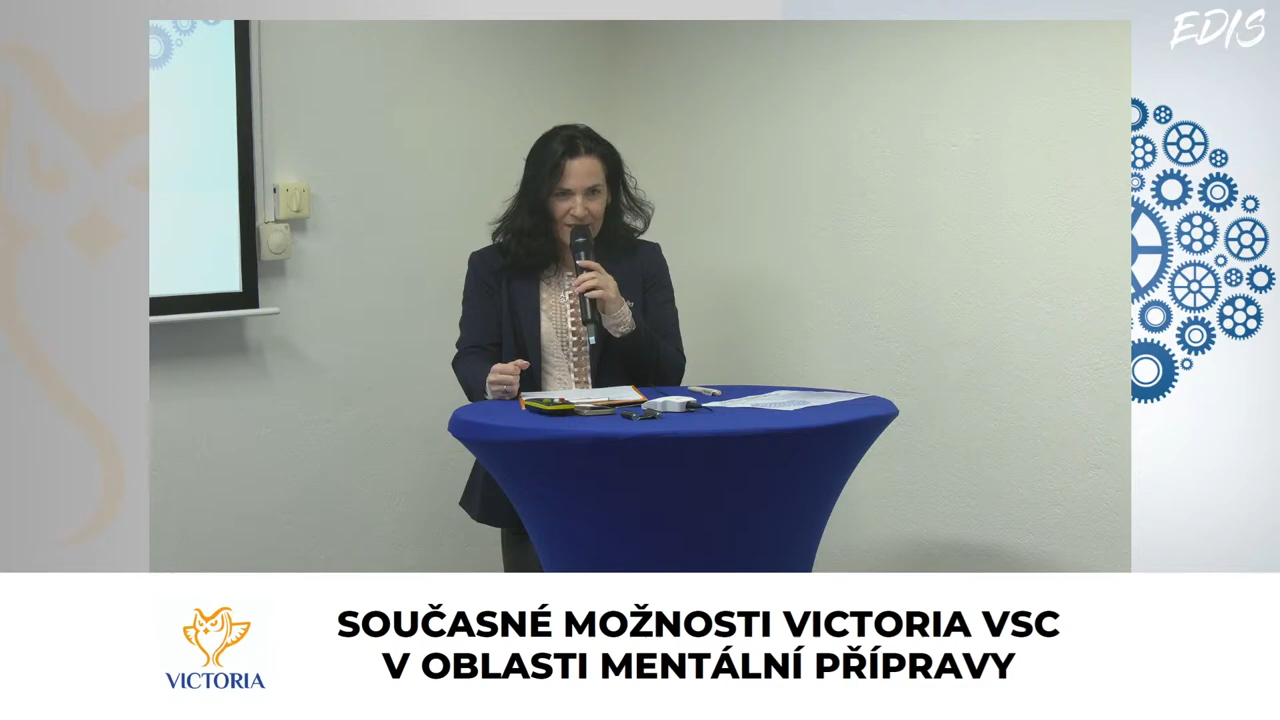 EDIS
SOUČASNÉ MOŽNOSTI VICTORIA VSC
V OBLASTI MENTÁLNÍ PŘÍPRAVY
VICTORIA